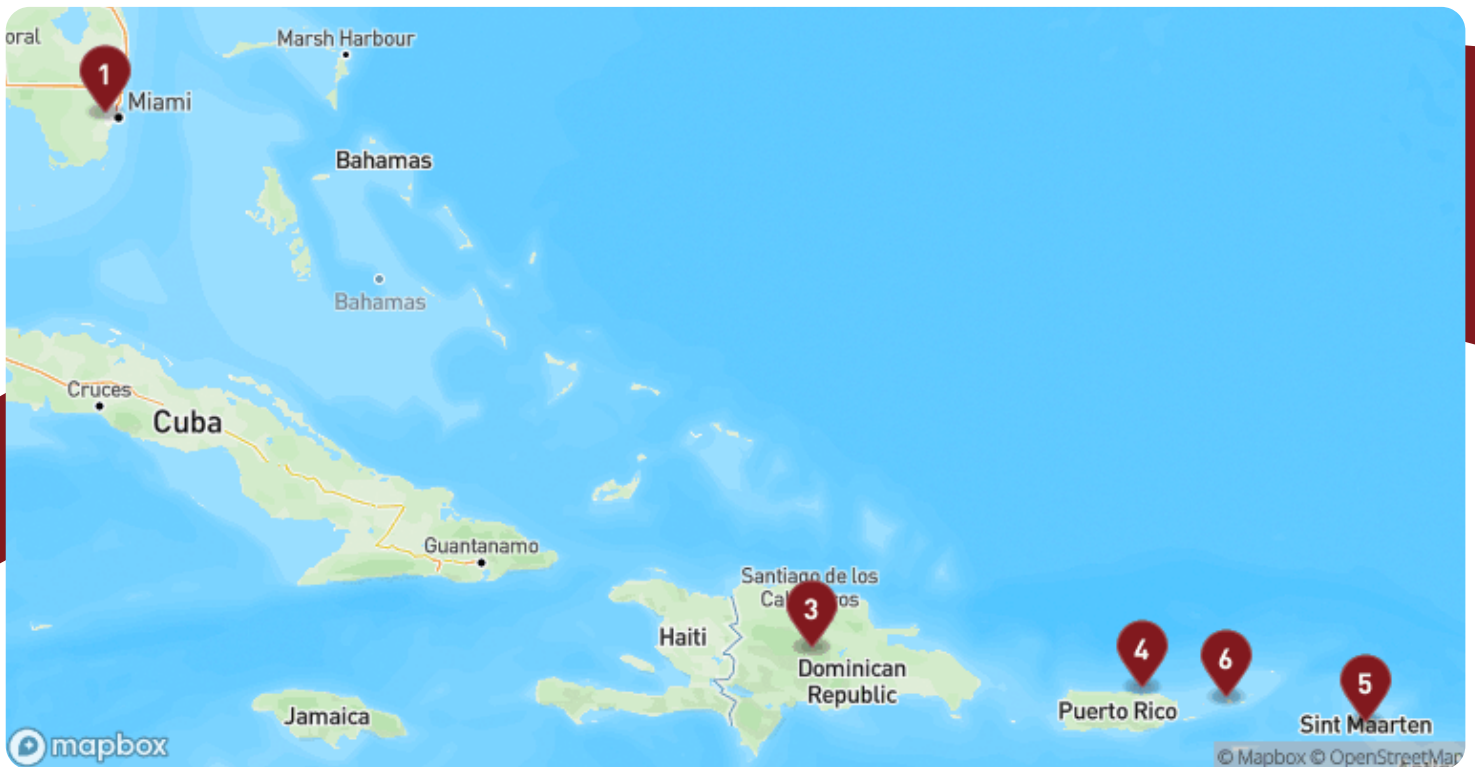 oral
Marsh Harbour
1
Miami
Bahamas
Bahamas
Cruces
Cuba
Guantanamo
Santiago de los
3
Haiti
Dominican
Republic
4
6
5
Puerto Rico
Jamaica
Sint Maarten
mapbox
© Mapbox © OpenStreetMap